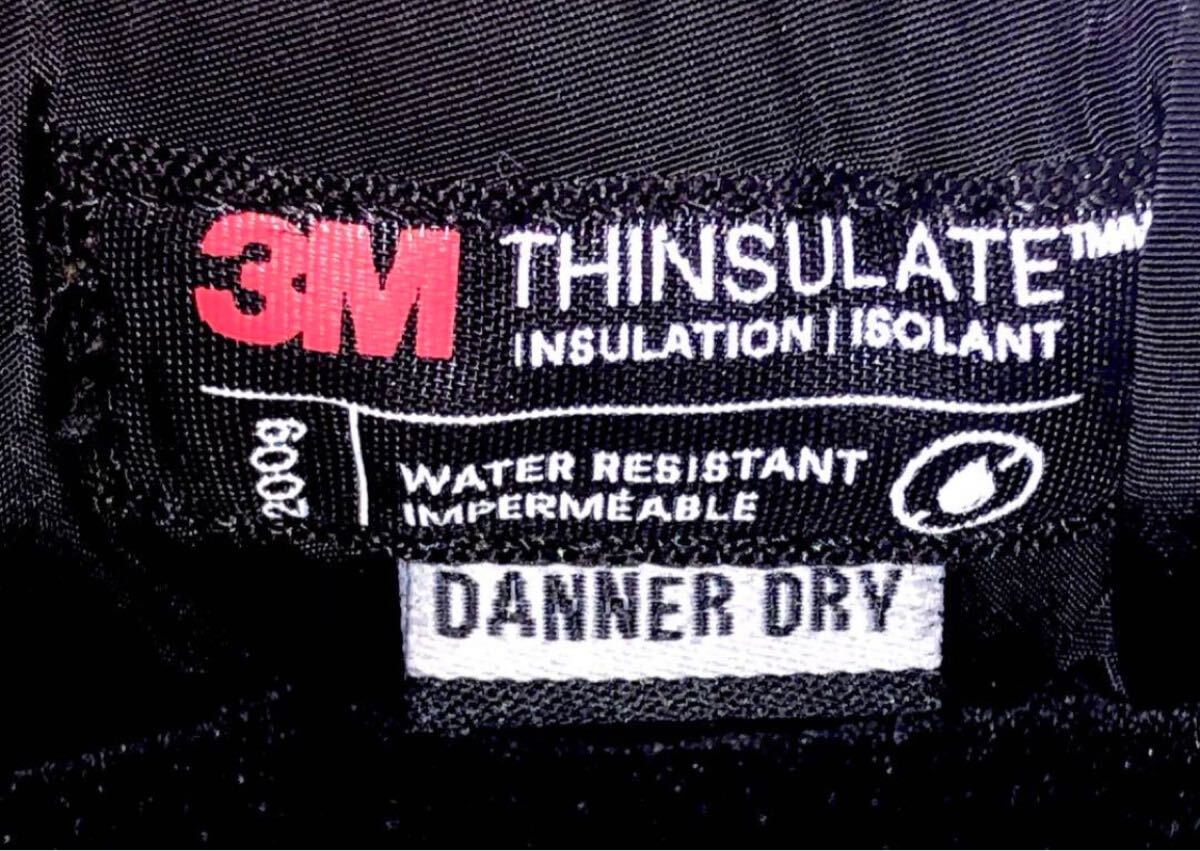 3M THINSULATE™
INSULATION | ISOLANT
200g
WATER RESISTANT
IMPERMÉABLE
DANNER DRY